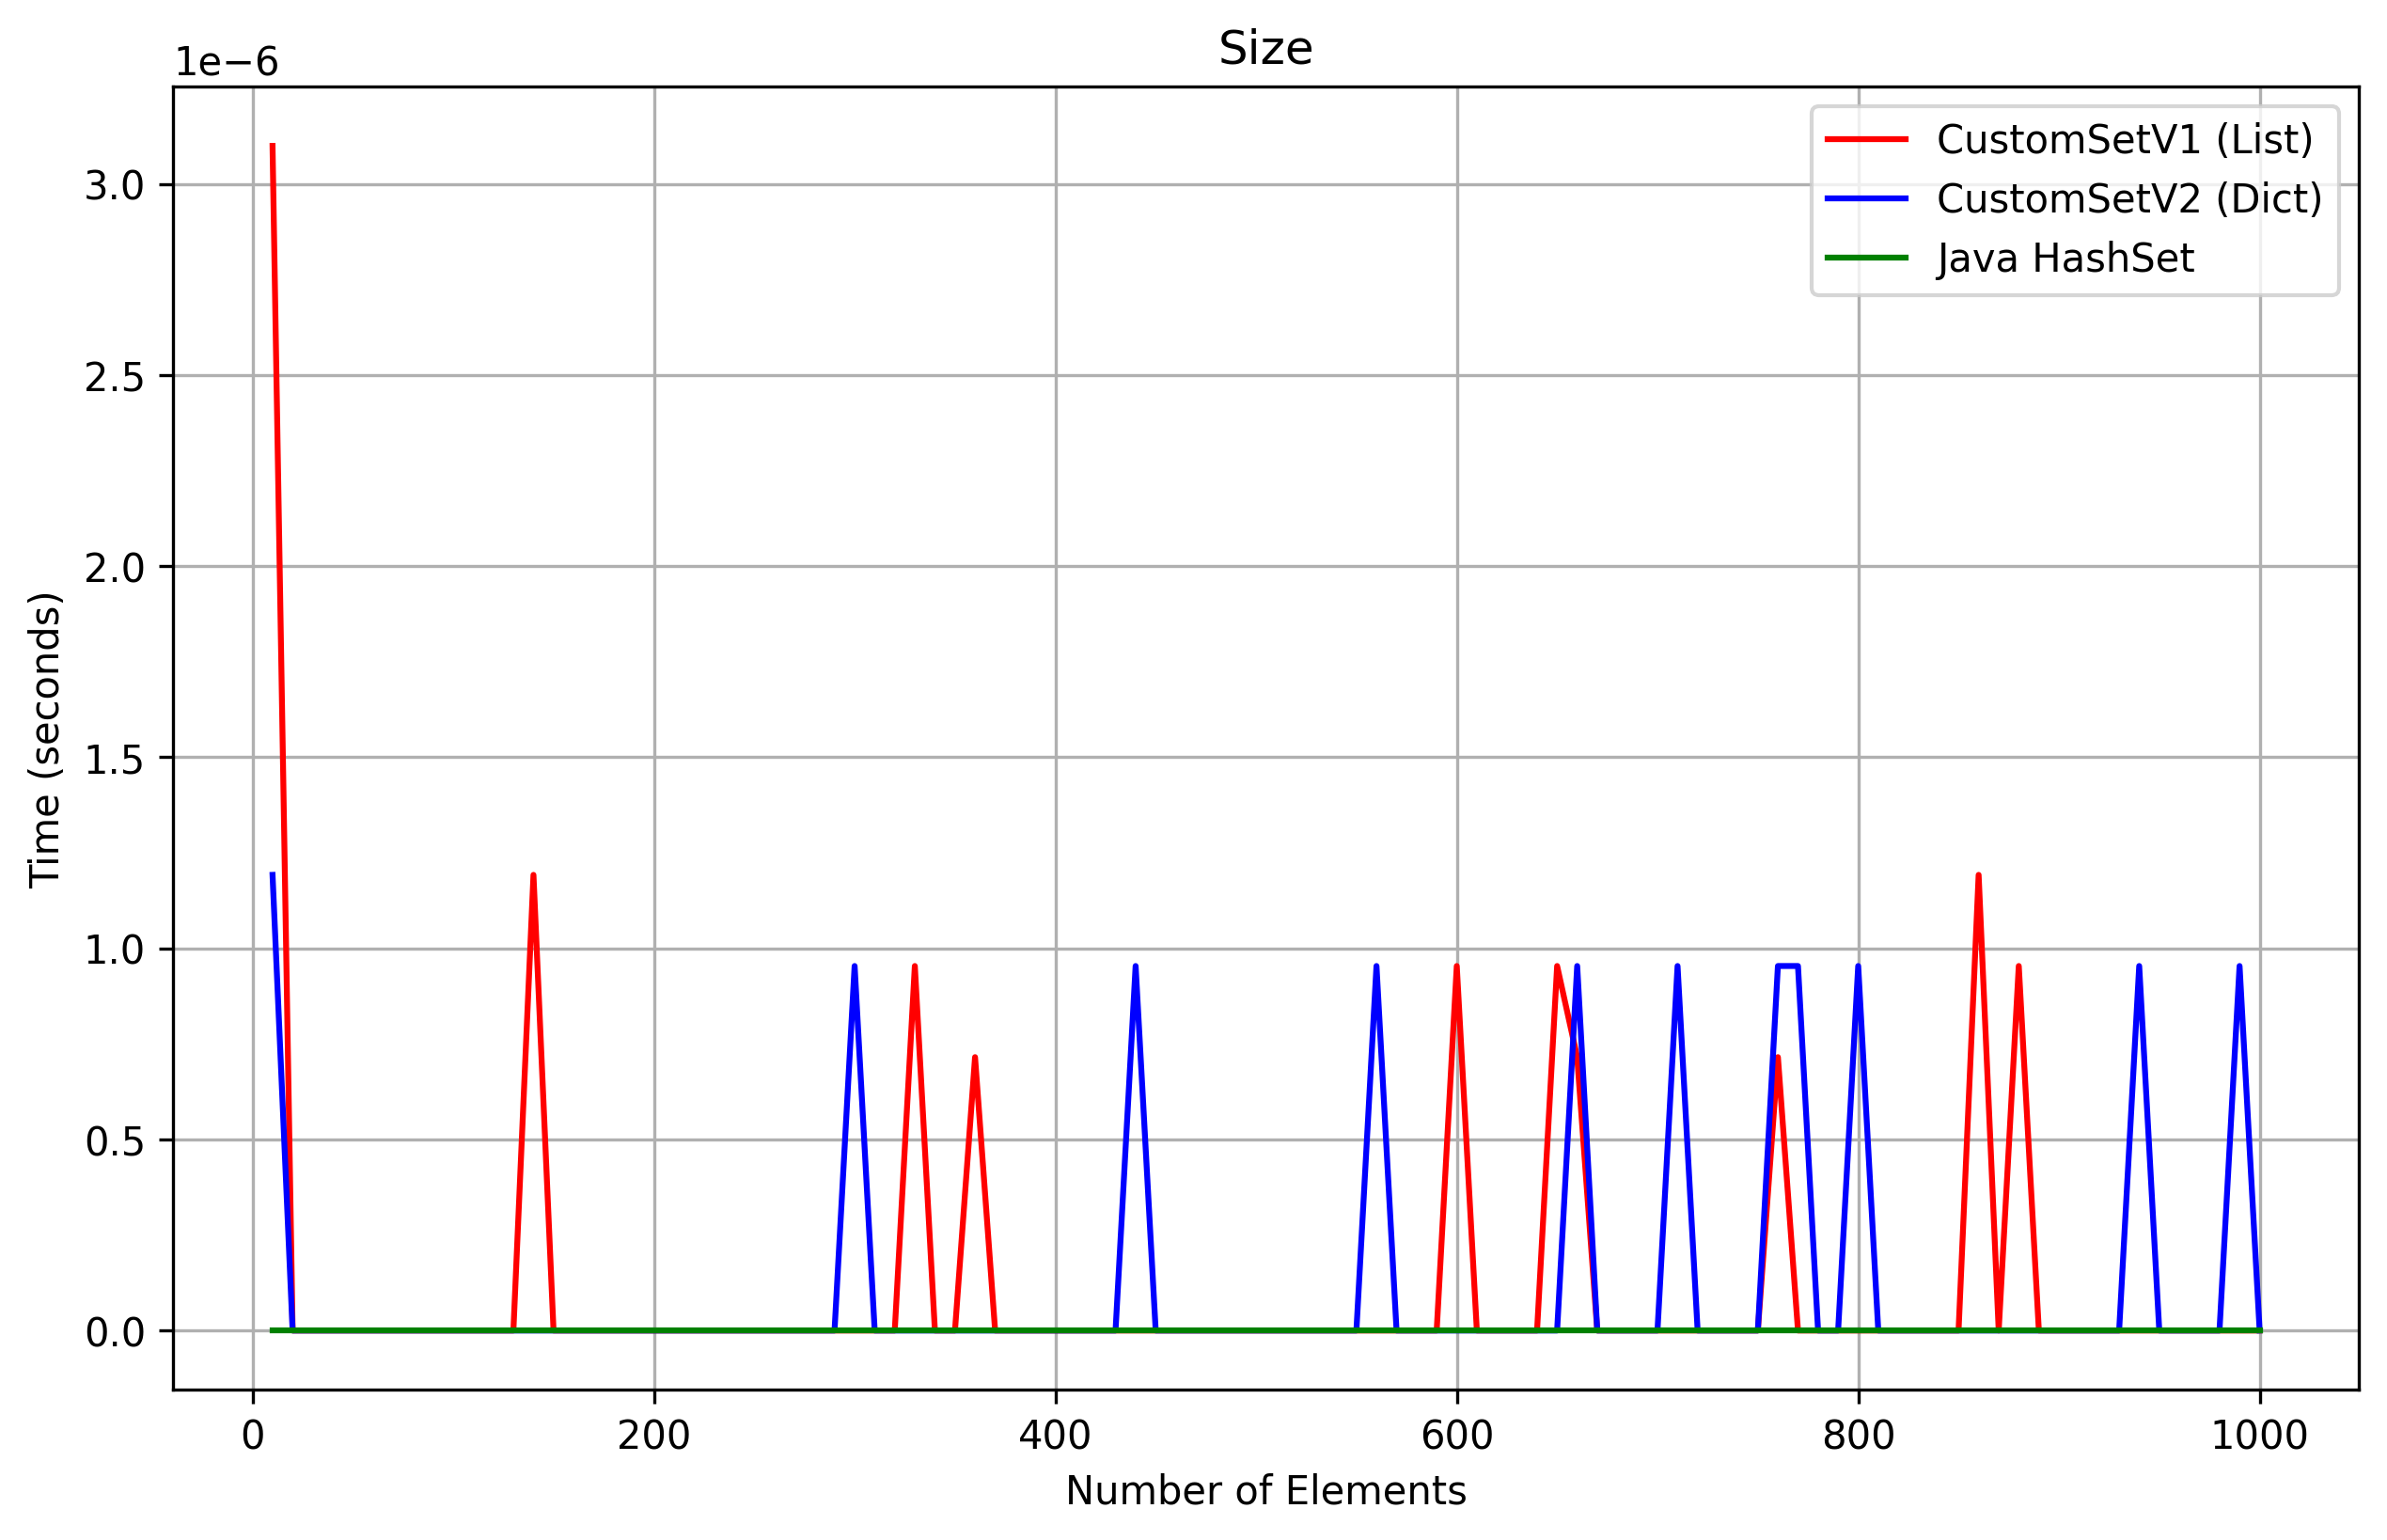 Size
1e−6
CustomSetV1 (List)
CustomSetV2 (Dict)
Java HashSet
3.0
2.5
2.0
1.5
1.0
0.5
0.0
Time (seconds)
0 200 400 600 800 1000
Number of Elements